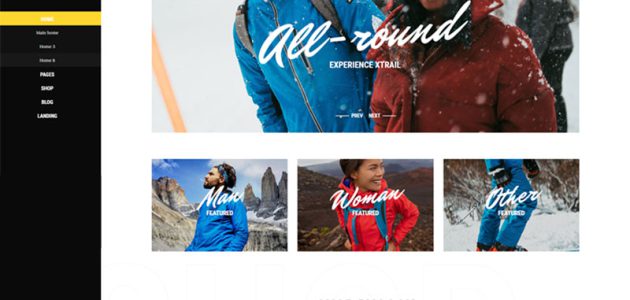 HOME
Main home
Home 3
Home 6
PAGES
SHOP
BLOG
LANDING
All-round
EXPERIENCE XTRAIL
PREV NEXT
Man
FEATURED
Woman
FEATURED
Other
FEATURED